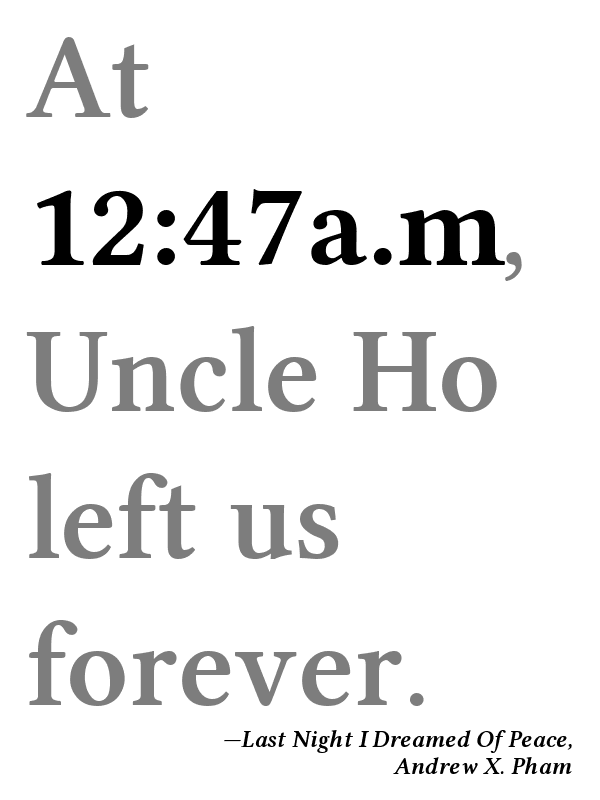 At
12:47a.m,
Uncle Ho
left us
forever.
—Last Night I Dreamed Of Peace,
Andrew X. Pham